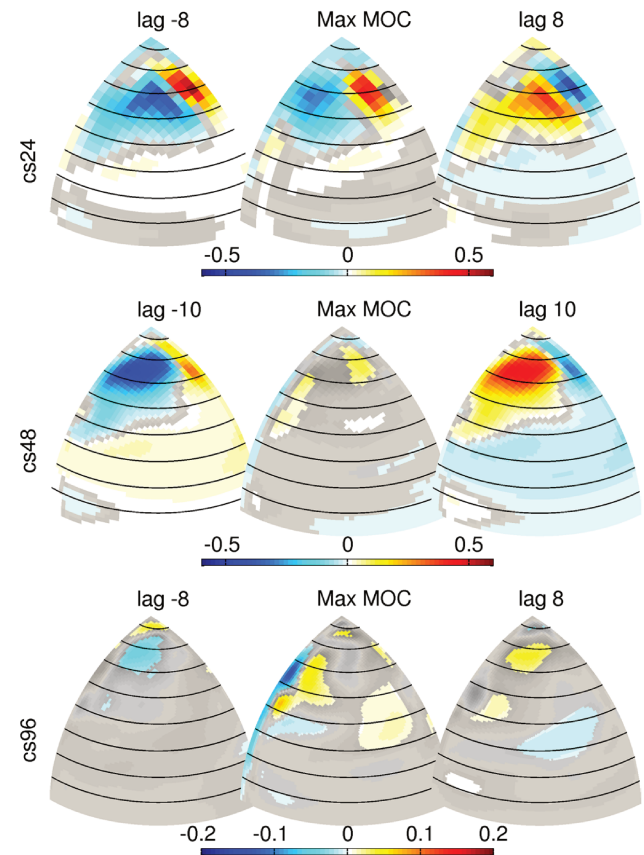 lag -8 Max MOC lag 8
cs24
-0.5 0 0.5
lag -10 Max MOC lag 10
cs48
-0.5 0 0.5
lag -8 Max MOC lag 8
cs96
-0.2 -0.1 0 0.1 0.2